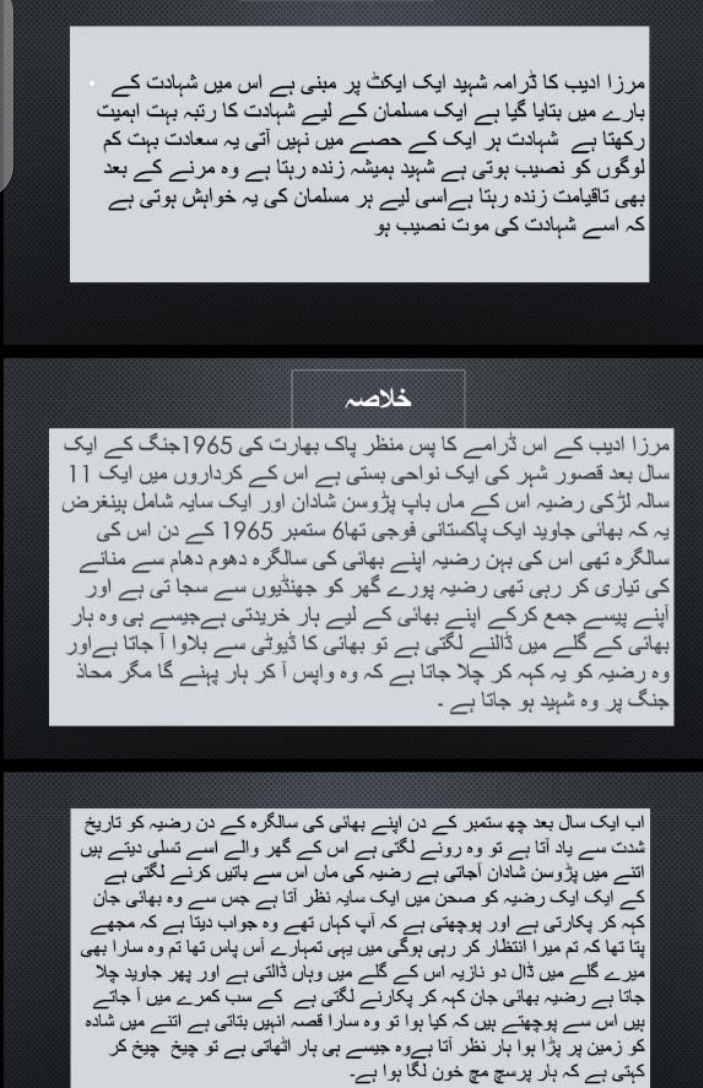 مرزا ادیب کا ڈرامہ شہید ایک ایکٹ پر مبنی ہے اس میں شہادت کے
بارے میں بتایا گیا ہے ایک مسلمان کے لیے شہادت کا رتبہ بہت اہمیت
رکھتا ہے شہادت ہر ایک کے حصے میں نہیں آتی یہ سعادت بہت کم
لوگوں کو نصیب ہوتی ہے شہید ہمیشہ زندہ رہتا ہے وہ مرنے کے بعد
بھی تاقیامت زندہ رہتا ہےاسی لیے ہر مسلمان کی یہ خواہش ہوتی ہے
کہ اسے شہادت کی موت نصیب ہو
خلاصہ
مرزا ادیب کے اس ڈرامے کا پس منظر پاک بھارت کی 1965جنگ کے ایک
سال بعد قصور شہر کی ایک نواحی بستی ہے اس کے کرداروں میں ایک 11
سالہ لڑکی رضیہ اس کے ماں باپ پڑوسن شاداں اور ایک سایہ شامل ہینغرض
یہ کہ بھائی جاوید ایک پاکستانی فوجی تھا6 ستمبر 1965 کے دن اس کی
سالگرہ تھی اس کی بہن رضیہ اپنے بھائی کی سالگرہ دھوم دھام سے منانے
کی تیاری کر رہی تھی رضیہ پورے گھر کو جھنڈیوں سے سجا تی ہے اور
اپنے پیسے جمع کرکے اپنے بھائی کے لیے ہار خریدتی ہےجیسے ہی وہ ہار
بھائی کے گلے میں ڈالنے لگتی ہے تو بھائی کا ڈیوٹی سے بلاوا آ جاتا ہےاور
وہ رضیہ کو یہ کہہ کر چلا جاتا ہے کہ وہ واپس آ کر ہار پہنے گا مگر محاذ
جنگ پر وہ شہید ہو جاتا ہے ۔
اب ایک سال بعد چھ ستمبر کے دن اپنے بھائی کی سالگرہ کے دن رضیہ کو تاریخ
شدت سے یاد آتا ہے تو وہ رونے لگتی ہے اس کے گھر والے اسے تسلی دیتے ہیں
اتنے میں پڑوسن شاداں آجاتی ہے رضیہ کی ماں اس سے باتیں کرنے لگتی ہے
کے ایک ایک رضیہ کو صحن میں ایک سایہ نظر آتا ہے جس سے وہ بھائی جان
کہہ کر پکارتی ہے اور پوچھتی ہے کہ آپ کہاں تھے وہ جواب دیتا ہے کہ مجھے
پتا تھا کہ تم میرا انتظار کر رہی ہوگی میں یہی تمہارے آس پاس تھا تم وہ سارا بھی
میرے گلے میں ڈال دو نازیہ اس کے گلے میں وہاں ڈالتی ہے اور پھر جاوید چلا
جاتا ہے رضیہ بھائی جان کہہ کر پکارنے لگتی ہے کے سب کمرے میں آ جاتے
ہیں اس سے پوچھتے ہیں کہ کیا ہوا تو وہ سارا قصہ انہیں بتاتی ہے اتنے میں شادہ
کو زمین پر پڑا ہوا ہار نظر آتا ہےوہ جیسے ہی ہار اٹھاتی ہے تو چیخ چیخ کر
کہتی ہے کہ ہار پرسچ مچ خون لگا ہوا ہے۔